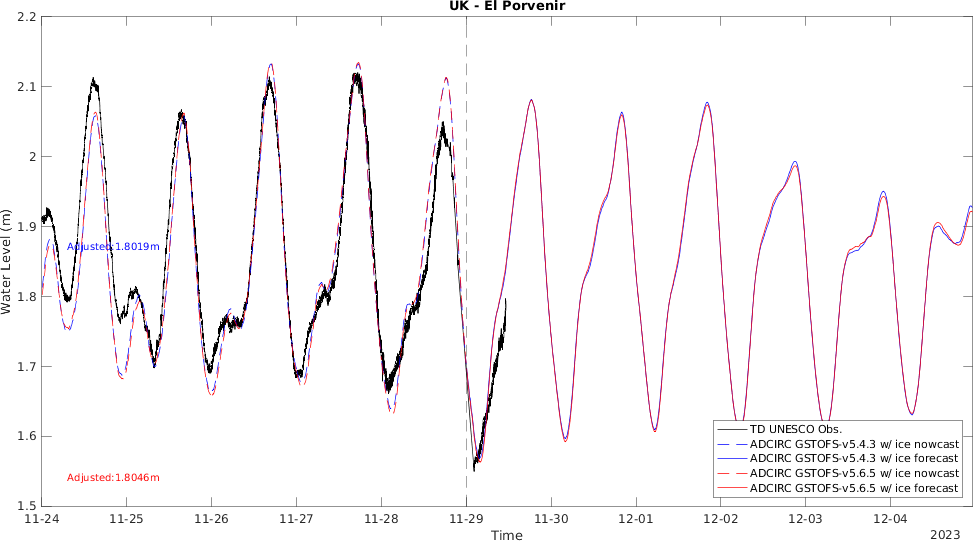 UK - El Porvenir
2.2
2.1
2
1.9
1.8
1.7
1.6
1.5
Water Level (m)
Adjusted:1.8019m
Adjusted:1.8046m
TD UNESCO Obs.
ADCIRC GSTOFS-v5.4.3 w/ ice nowcast
ADCIRC GSTOFS-v5.4.3 w/ ice forecast
ADCIRC GSTOFS-v5.6.5 w/ ice nowcast
ADCIRC GSTOFS-v5.6.5 w/ ice forecast
11-24 11-25 11-26 11-27 11-28 11-29 11-30 12-01 12-02 12-03 12-04
Time
2023